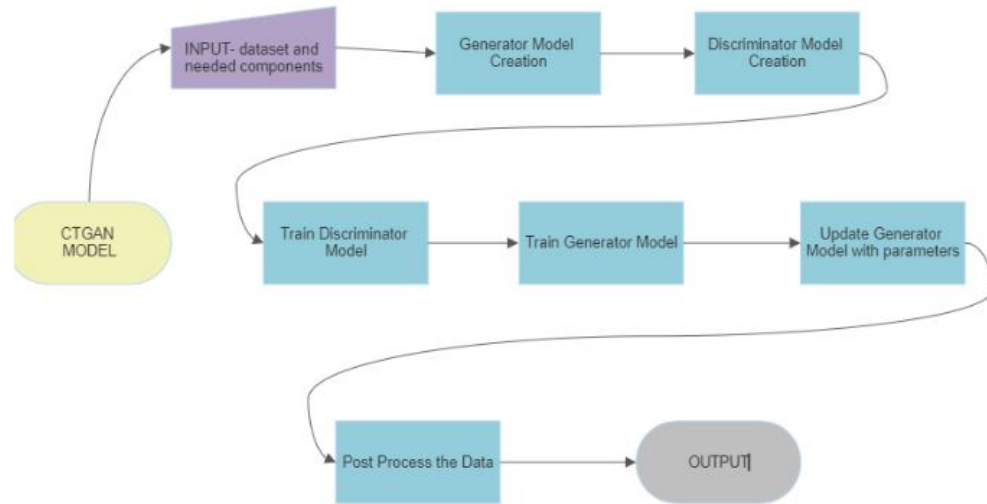 INPUT- dataset and
needed components
Generator Model
Creation
Discriminator Model
Creation
CTGAN
MODEL
Train Discriminator
Model
Train Generator Model
Update Generator
Model with parameters
Post Process the Data
OUTPUT